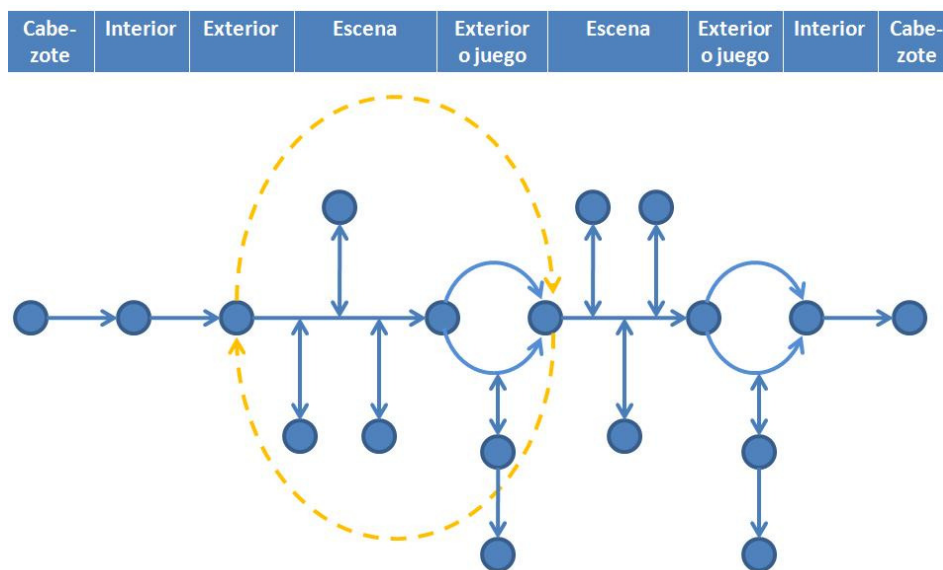 Cabe-
zote
Interior
Exterior
Escena
Exterior
o juego
Escena
Exterior
o juego
Interior
Cabe-
zote